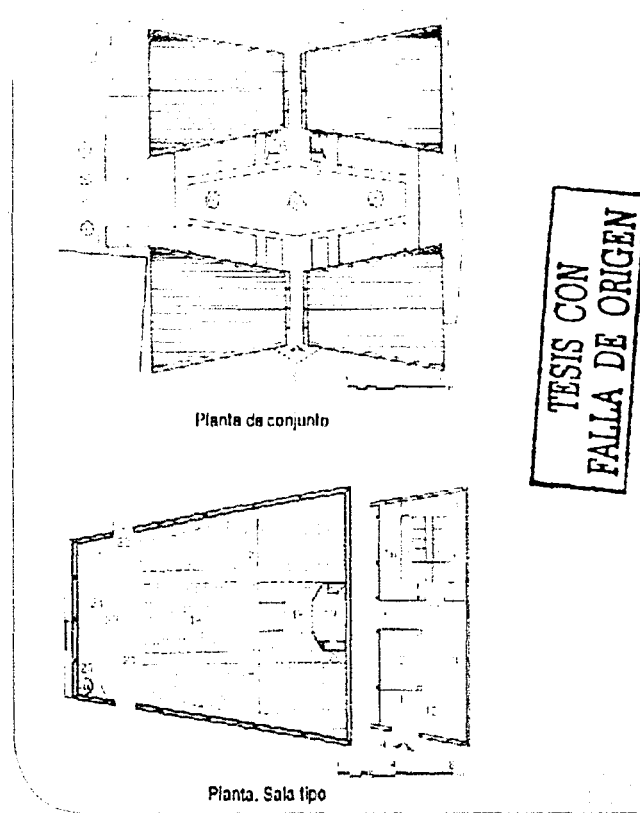 Planta de conjunto
TESIS CON
FALLA DE ORIGEN
Planta. Sala tipo